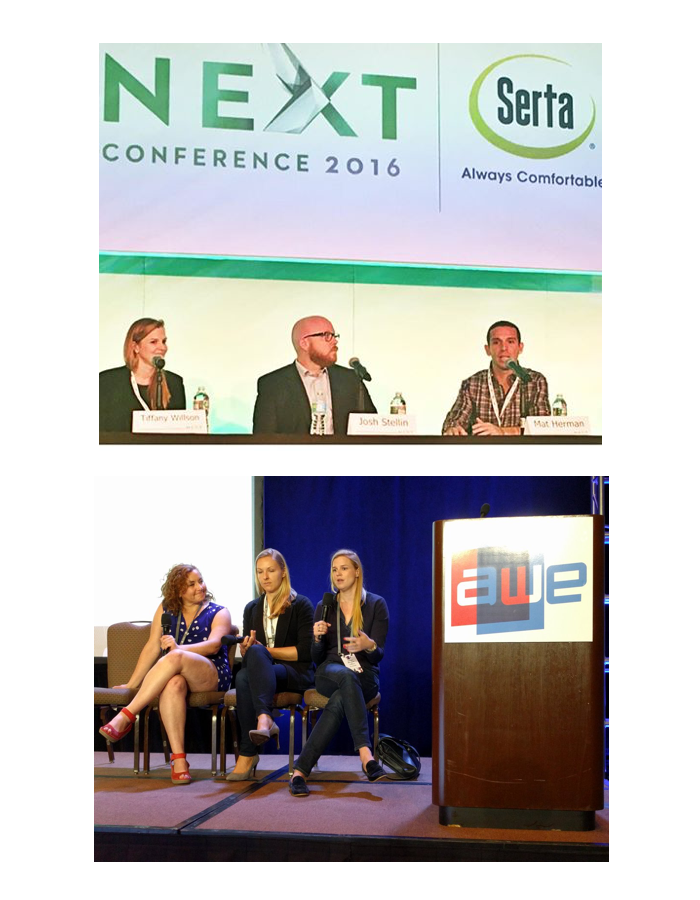 NEXT
CONFERENCE 2016
Serta
®
Always Comfortable
Tiffany Willson
Josh Stellin
Mat Herman
awe